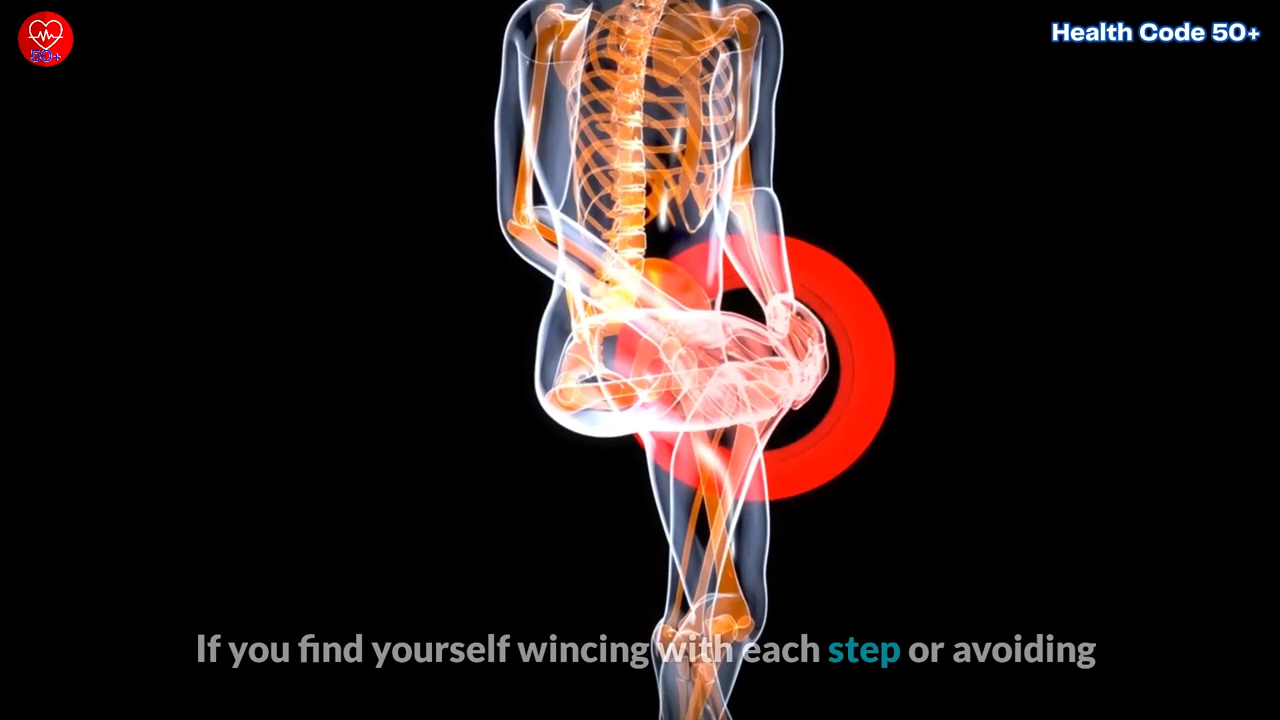 Health Code 50+
50+
If you find yourself wincing with each step or avoiding